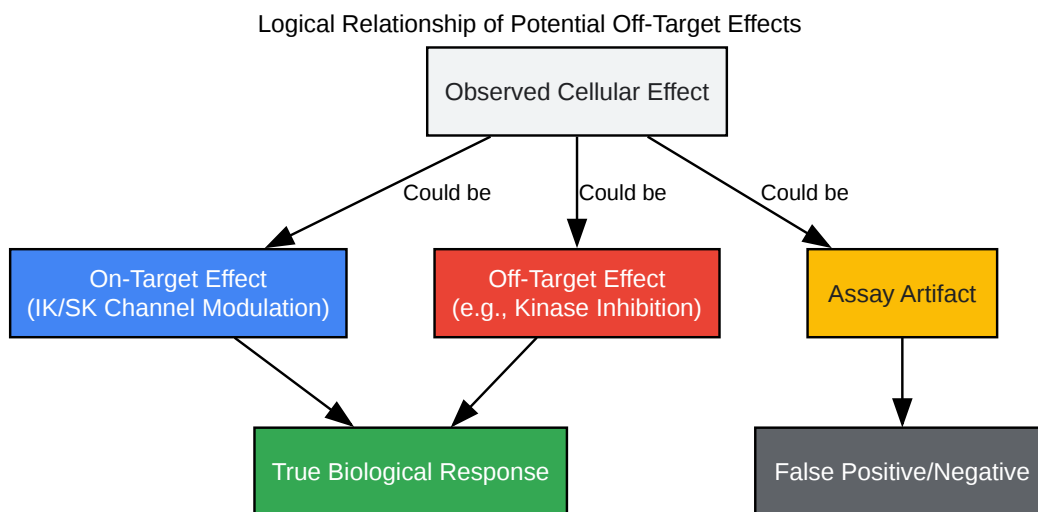 Logical Relationship of Potential Off-Target Effects
Observed Cellular Effect
Could be
Could be
Could be
On-Target Effect
(IK/SK Channel Modulation)
Off-Target Effect
(e.g., Kinase Inhibition)
Assay Artifact
True Biological Response
False Positive/Negative